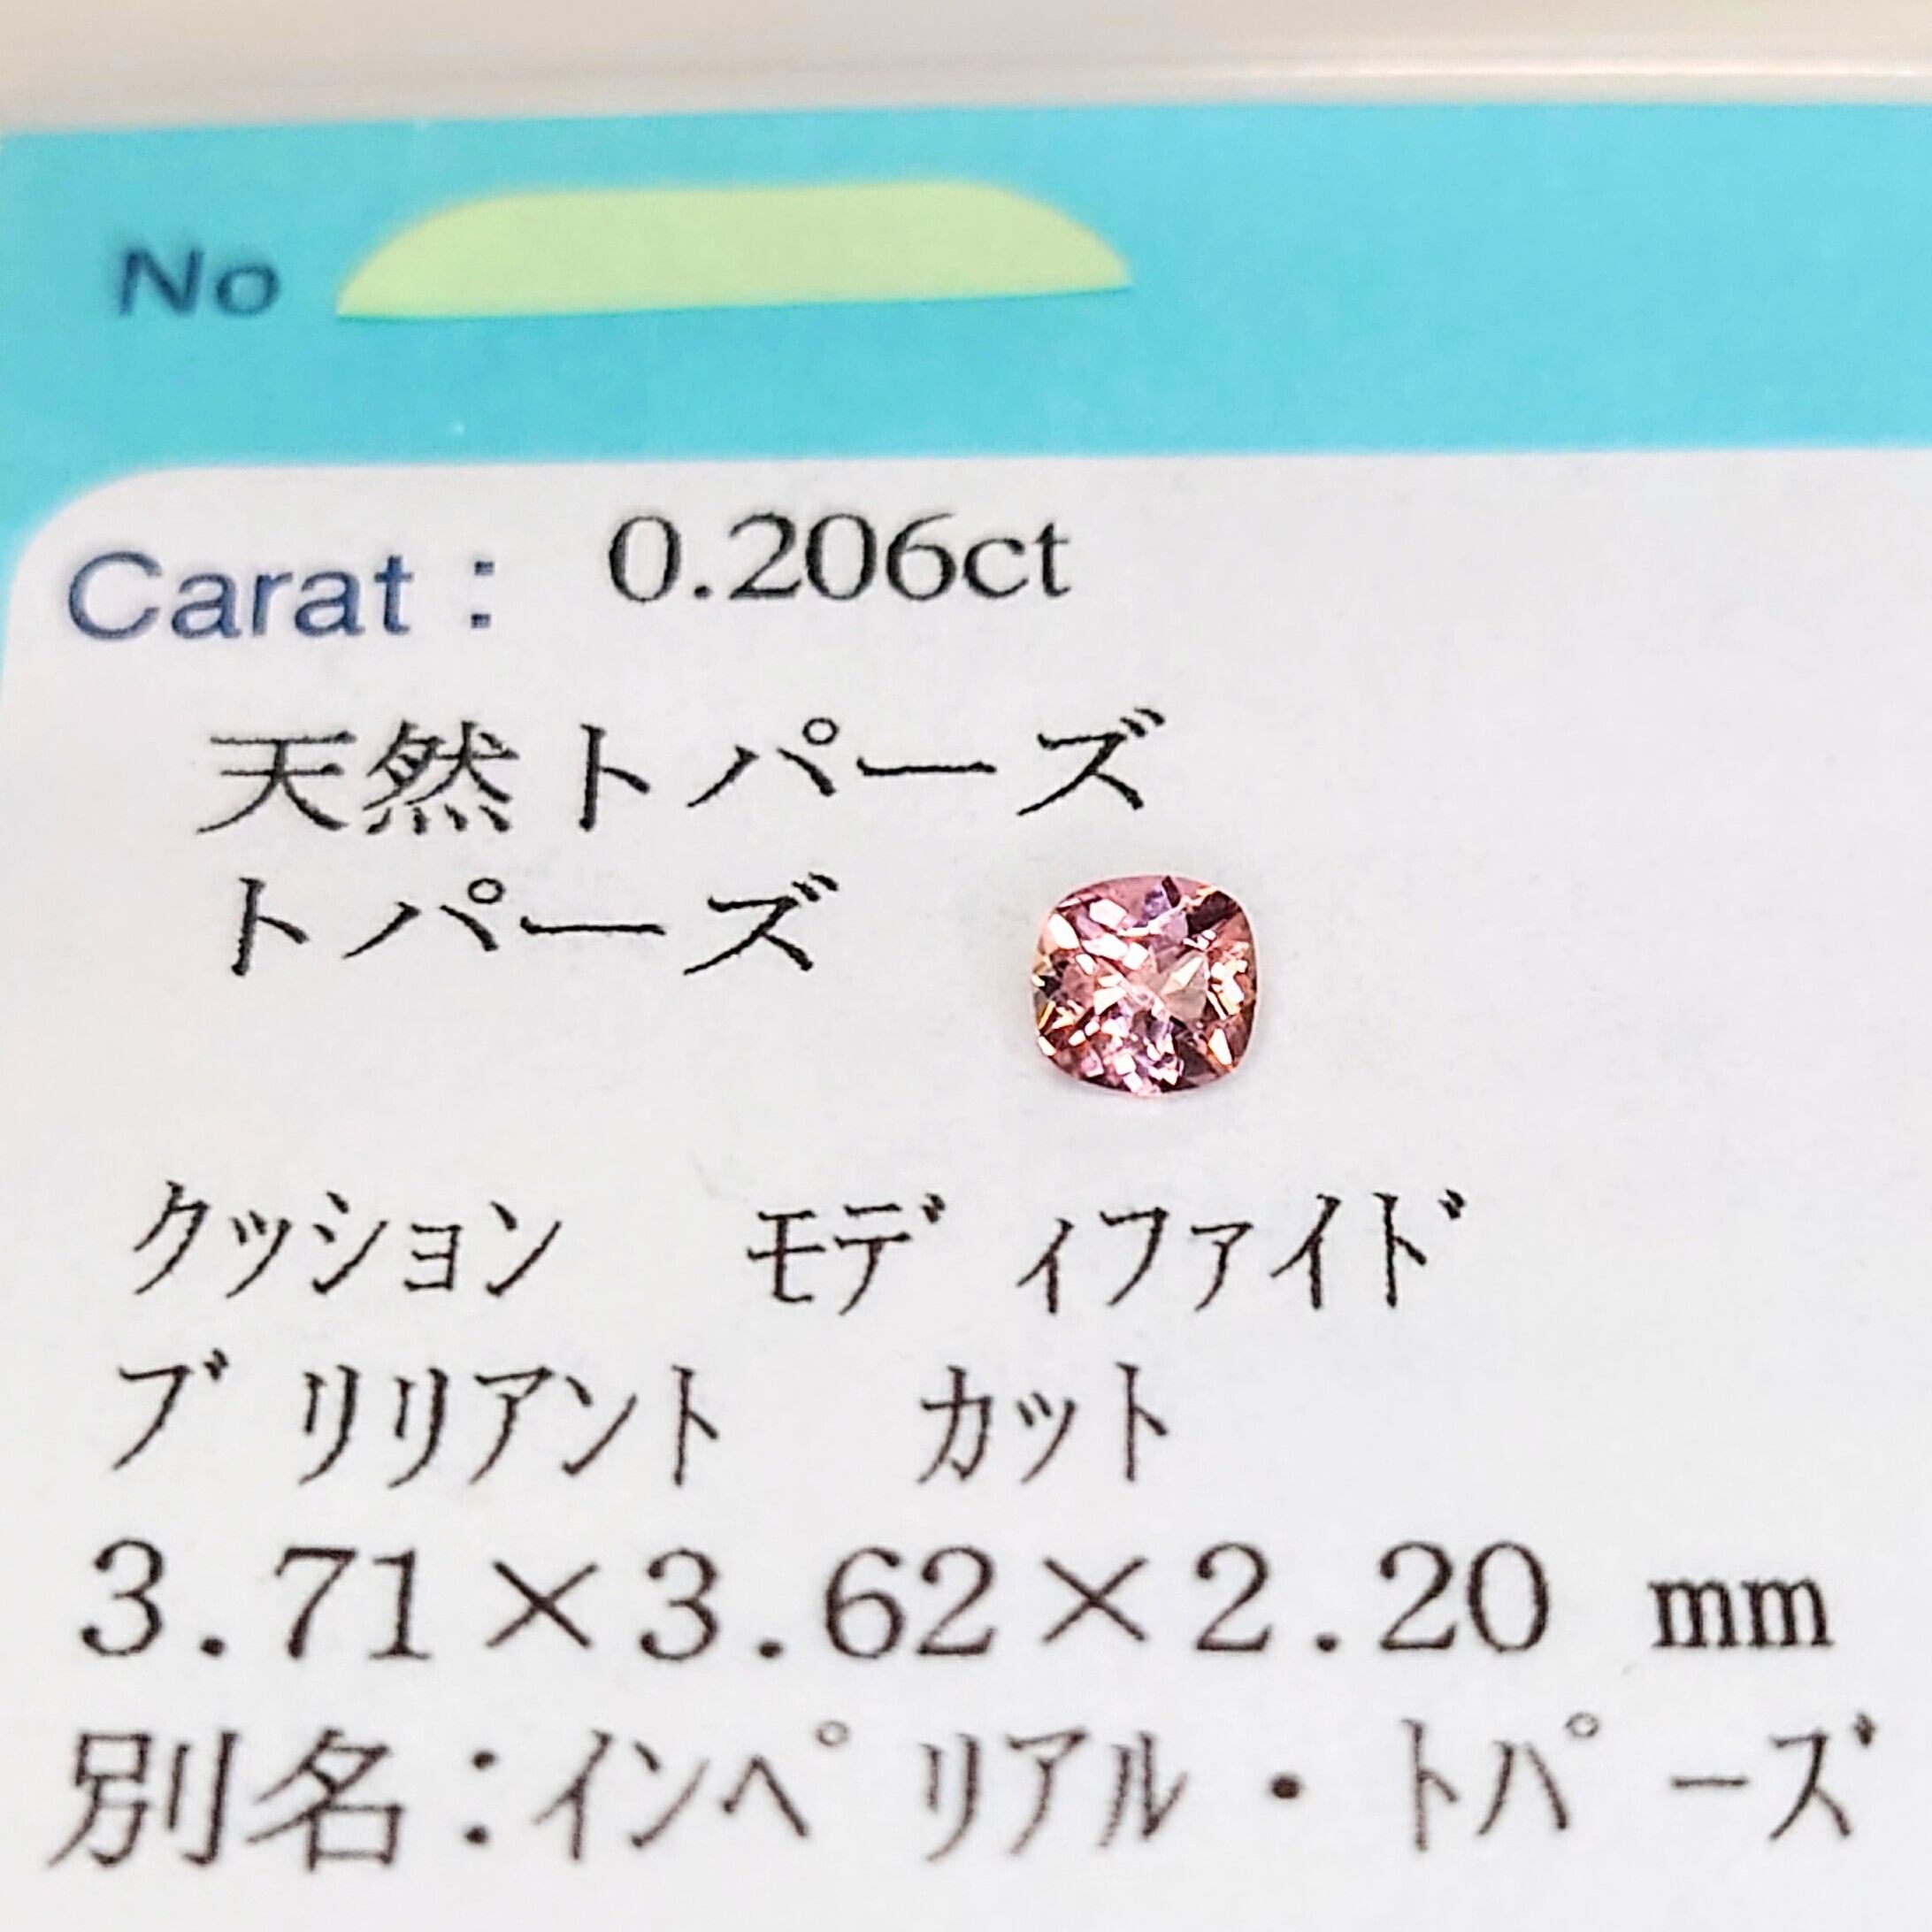 No
Carat : 0.206ct
天然トパーズ
トパーズ
クッション モディファイド
ブリリアント カット
3.71×3.62×2.20 mm
別名:インペリアル・トパーズ